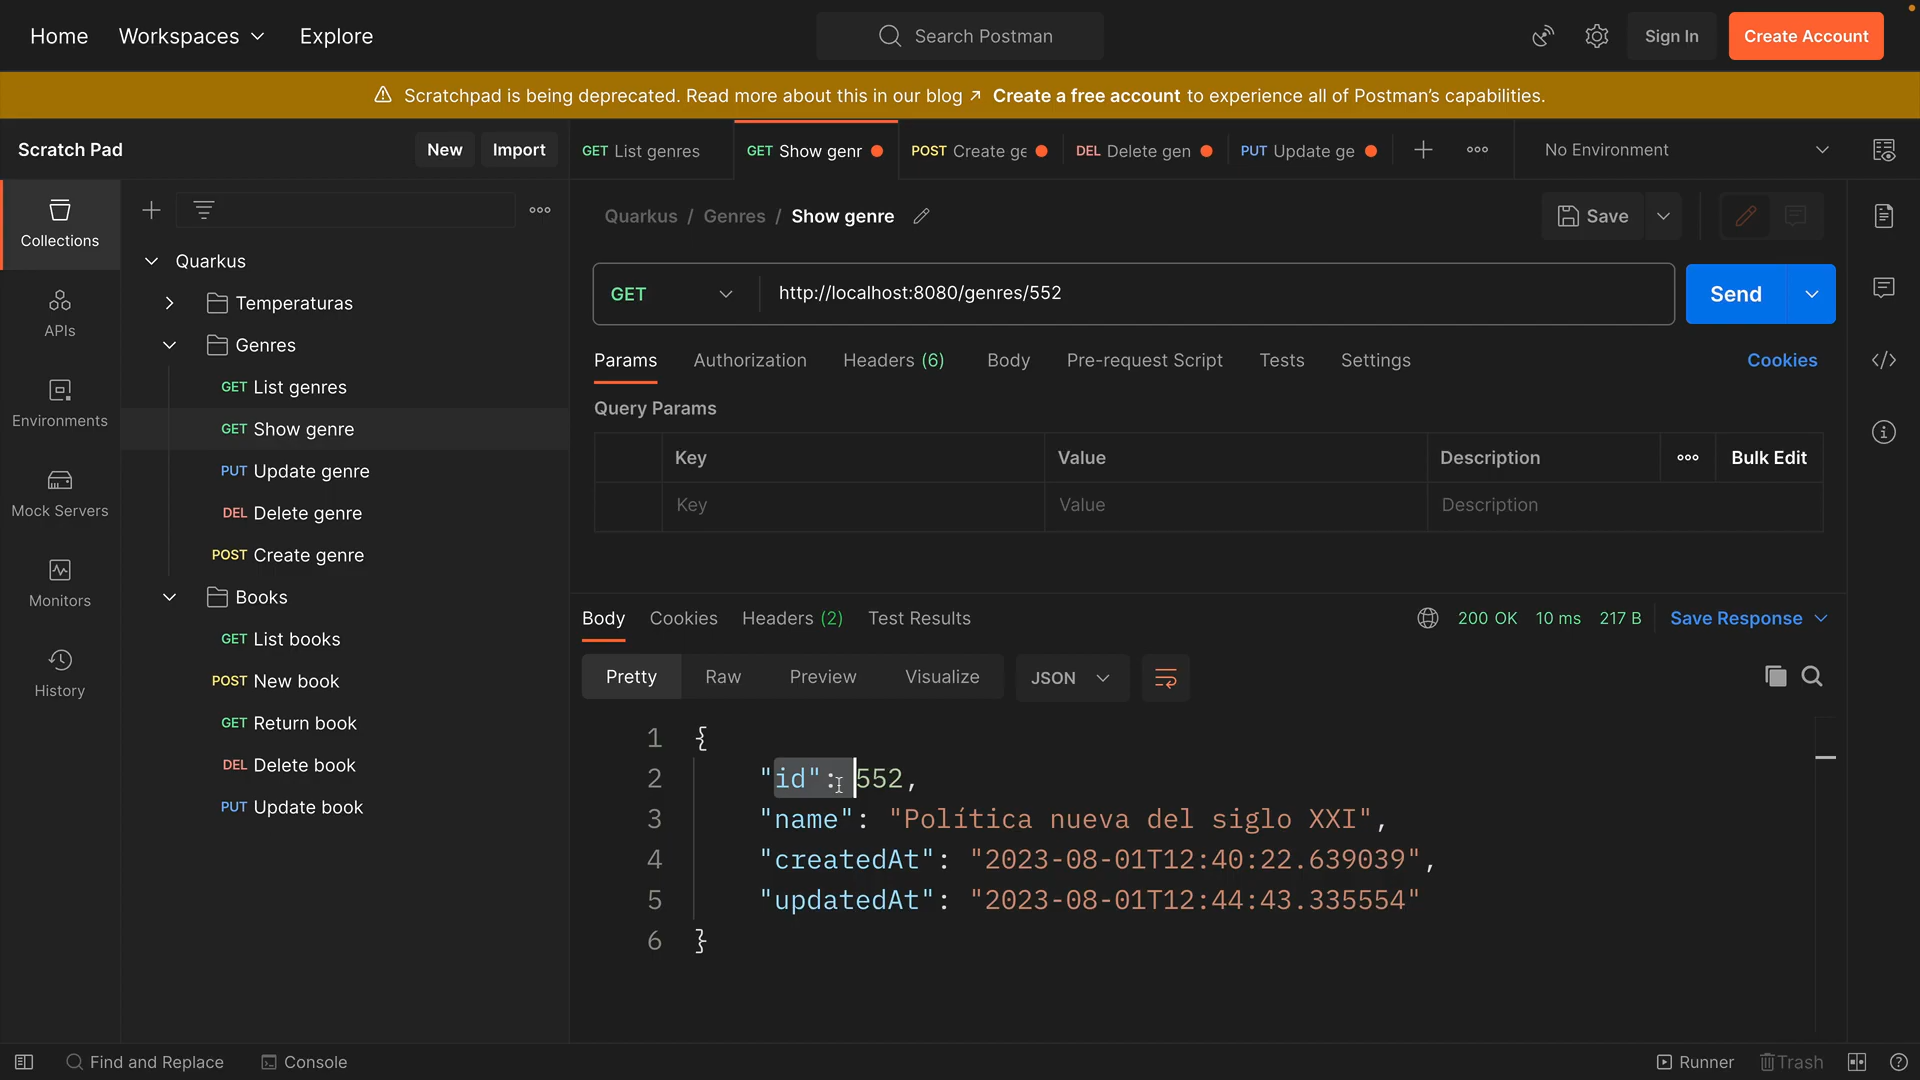 Home
Workspaces
Explore
Search Postman
Sign In
Create Account
Scratchpad is being deprecated. Read more about this in our blog ↗ Create a free account to experience all of Postman's capabilities.
Scratch Pad
New
Import
GET List genres
GET Show genr
POST Create ge
DEL Delete gen
PUT Update ge
No Environment
Collections
APIs
Environments
Mock Servers
Monitors
History
Quarkus
Temperaturas
Genres
GET List genres
GET Show genre
PUT Update genre
DEL Delete genre
POST Create genre
Books
GET List books
POST New book
GET Return book
DEL Delete book
PUT Update book
Quarkus / Genres / Show genre
Save
GET
http://localhost:8080/genres/552
Send
Params
Authorization
Headers (6)
Body
Pre-request Script
Tests
Settings
Cookies
Query Params
Key
Value
Description
Bulk Edit
Key
Value
Description
Body
Cookies
Headers (2)
Test Results
200 OK
10 ms
217 B
Save Response
Pretty
Raw
Preview
Visualize
JSON
1 {
2 "id": 552,
3 "name": "Política nueva del siglo XXI",
4 "createdAt": "2023-08-01T12:40:22.639039",
5 "updatedAt": "2023-08-01T12:44:43.335554"
6 }
Find and Replace
Console
Runner
Trash